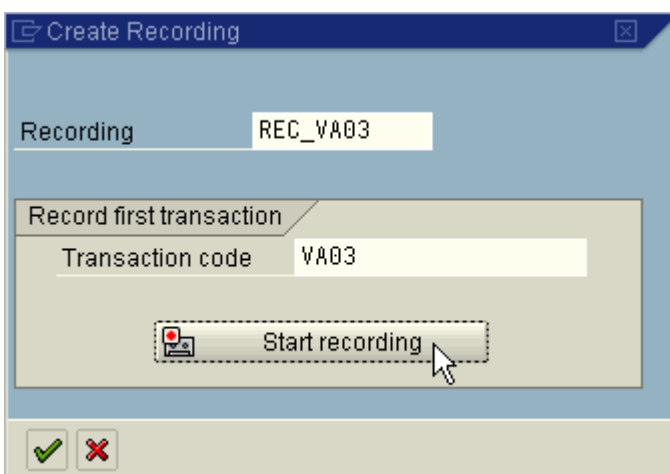 Create Recording
Recording REC_VA03
Record first transaction
Transaction code VA03
Start recording